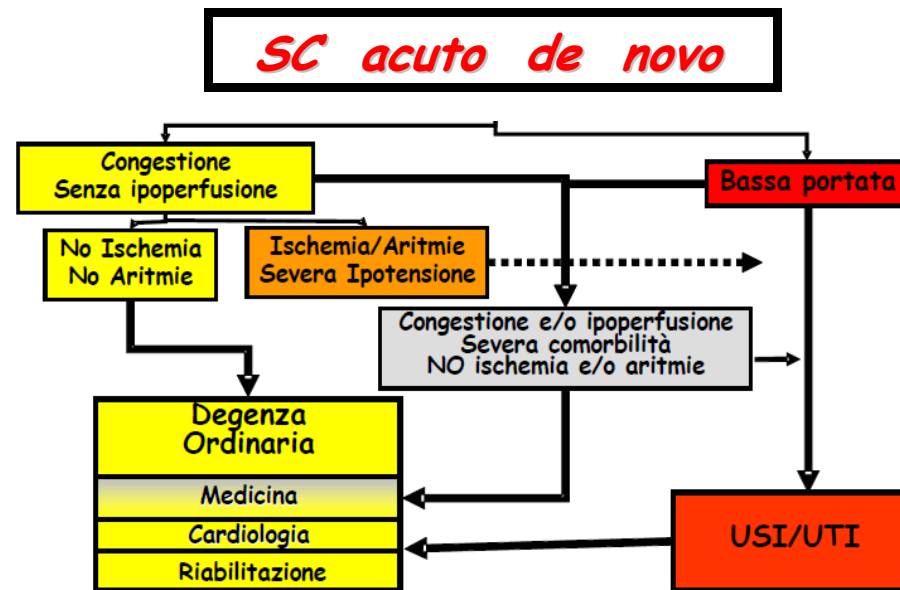 SC acuto de novo
Congestione
Senza ipoperfusione
Bassa portata
No Ischemia
No Aritmie
Ischemia/Aritmie
Severa Ipotensione
Congestione e/o ipoperfusione
Severa comorbilità
NO ischemia e/o aritmie
Degenza
Ordinaria
Medicina
Cardiologia
Riabilitazione
USI/UTI